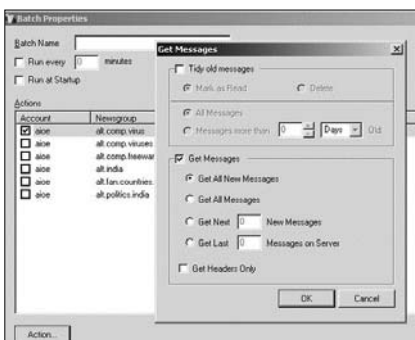 Batch Properties
Batch Name
Run every 0 minutes
Run at Startup
Actions
Account Newsgroup
aioe alt.comp.virus
aioe alt.comp.viruses
aioe alt.comp.freewar
aioe alt.india
aioe alt.fan.countries.
aioe alt.politics.india
Action...
Get Messages
Tidy old messages
Mark as Read Delete
All Messages
Messages more than 0 Days Old
Get Messages
Get All New Messages
Get All Messages
Get Next 0 New Messages
Get Last 0 Messages on Server
Get Headers Only
OK Cancel